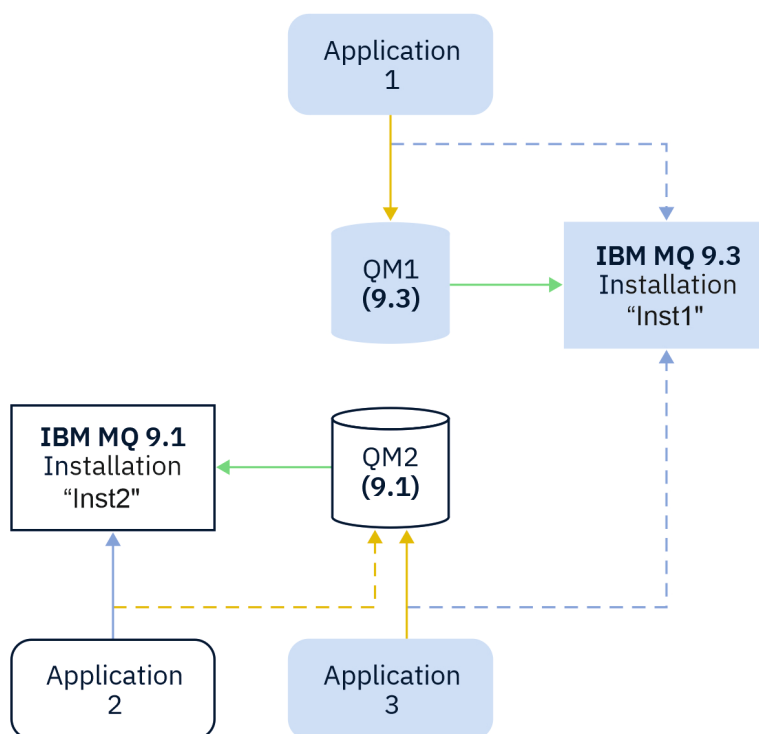 Application
1
QM1
(9.3)
IBM MQ 9.3
Installation
“Inst1"
IBM MQ 9.1
Installation
“Inst2"
QM2
(9.1)
Application
2
Application
3